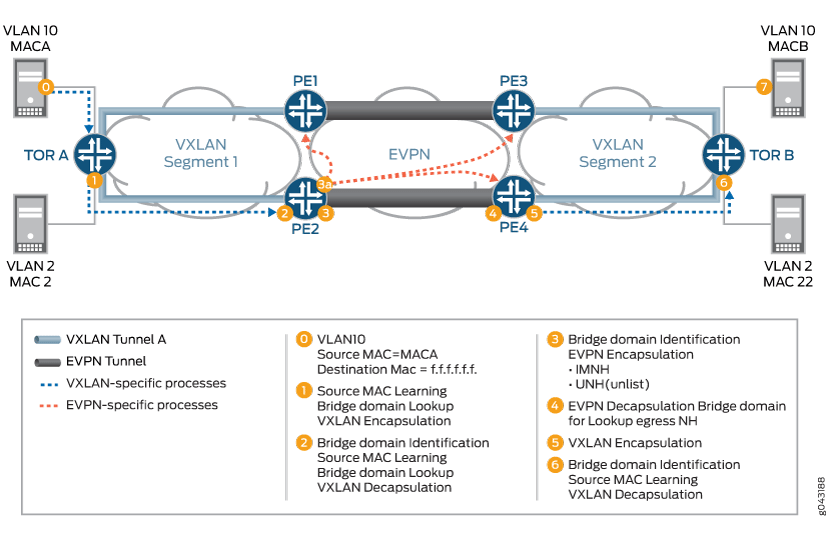 VLAN 10
MACA
VLAN 10
MACB
0
PE1
PE3
7
TOR A
VXLAN
Segment 1
EVPN
VXLAN
Segment 2
TOR B
1
3a
6
2
3
4
5
PE2
PE4
VLAN 2
MAC 2
VLAN 2
MAC 22
VXLAN Tunnel A
EVPN Tunnel
VXLAN-specific processes
EVPN-specific processes
0 VLAN10
Source MAC=MACA
Destination Mac = f.f.f.f.f.f.
1 Source MAC Learning
Bridge domain Lookup
VXLAN Encapsulation
2 Bridge domain Identification
Source MAC Learning
Bridge domain Lookup
VXLAN Decapsulation
3 Bridge domain Identification
EVPN Encapsulation
• IMNH
• UNH(unlist)
4 EVPN Decapsulation Bridge domain
for Lookup egress NH
5 VXLAN Encapsulation
6 Bridge domain Identification
Source MAC Learning
VXLAN Decapsulation
g043188